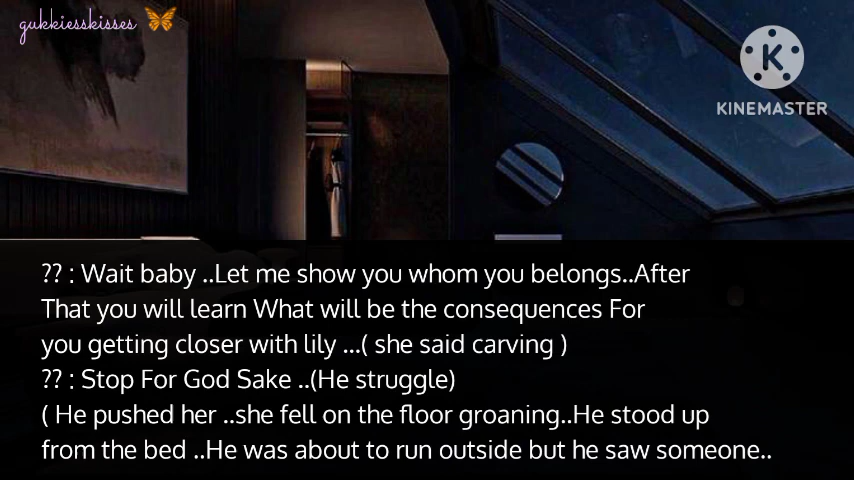 gukkiesskisses
KINEMASTER
?? : Wait baby ..Let me show you whom you belongs..After
That you will learn What will be the consequences For
you getting closer with lily ...( she said carving )
?? : Stop For God Sake ..(He struggle)
( He pushed her ..she fell on the floor groaning..He stood up
from the bed ..He was about to run outside but he saw someone..